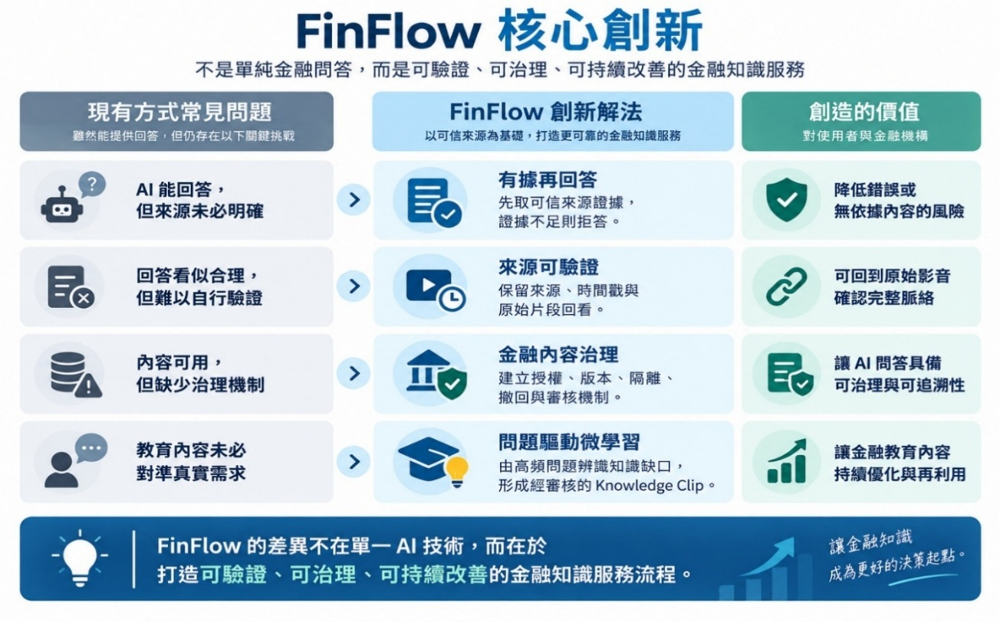 FinFlow 核心創新
不是單純金融問答，而是可驗證、可治理、可持續改善的金融知識服務
現有方式常見問題
雖然能提供回答，但仍存在以下關鍵挑戰
FinFlow 創新解法
以可信來源為基礎，打造更可靠的金融知識服務
創造的價值
對使用者與金融機構
?
AI 能回答，
但來源未必明確
有據再回答
先取可信來源證據，
證據不足則拒答。
降低錯誤或
無依據內容的風險
回答看似合理，
但難以自行驗證
來源可驗證
保留來源、時間戳與
原始片段回看。
可回到原始影音
確認完整脈絡
內容可用，
但缺少治理機制
金融內容治理
建立授權、版本、隔離、
撤回與審核機制。
讓 AI 問答具備
可治理與可追溯性
教育內容未必
對準真實需求
問題驅動微學習
由高頻問題辨識知識缺口，
形成經審核的 Knowledge Clip。
讓金融教育內容
持續優化與再利用
FinFlow 的差異不在單一 AI 技術，而在於
打造可驗證、可治理、可持續改善的金融知識服務流程。
讓金融知識
成為更好的決策起點。